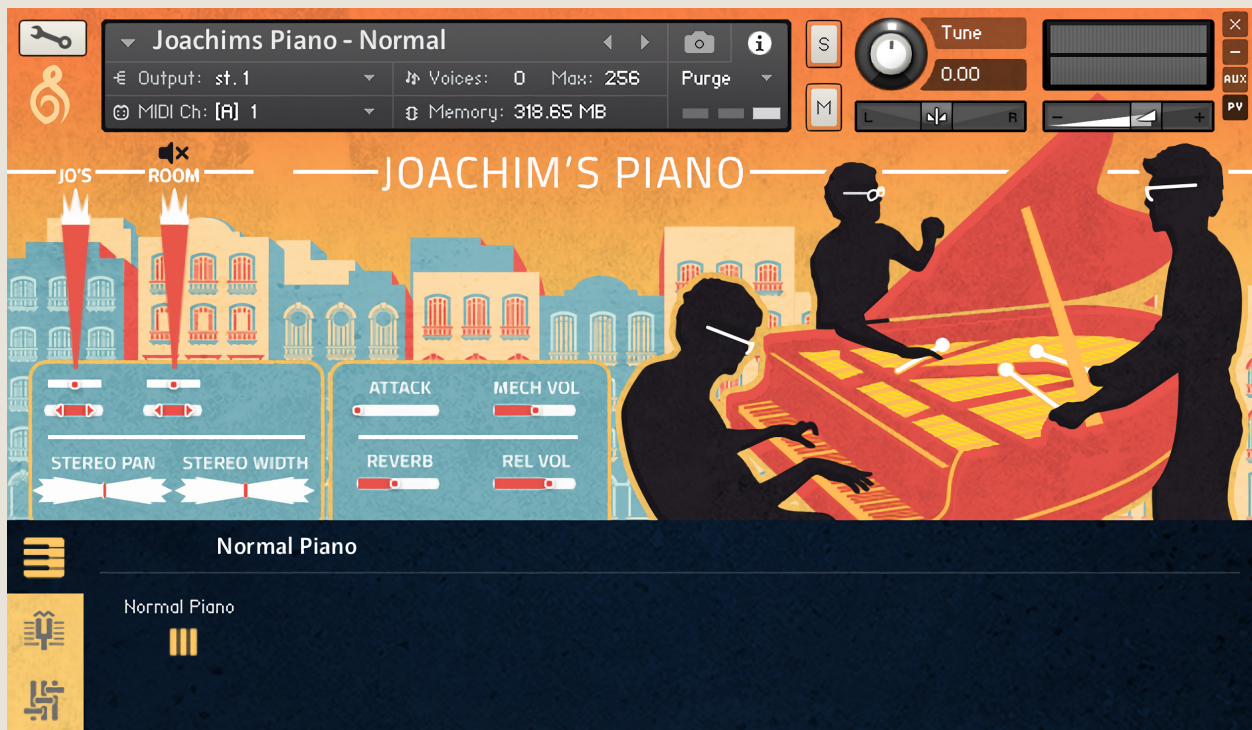 Joachims Piano - Normal
Output: st. 1
Voices: 0 Max: 256
Purge
MIDI Ch: [A] 1
Memory: 318.65 MB
S
M
Tune
0.00
L R
- +
×
–
AUX
PV
JO'S
ROOM
JOACHIM'S PIANO
ATTACK
MECH VOL
STEREO PAN
STEREO WIDTH
REVERB
REL VOL
Normal Piano
Normal Piano